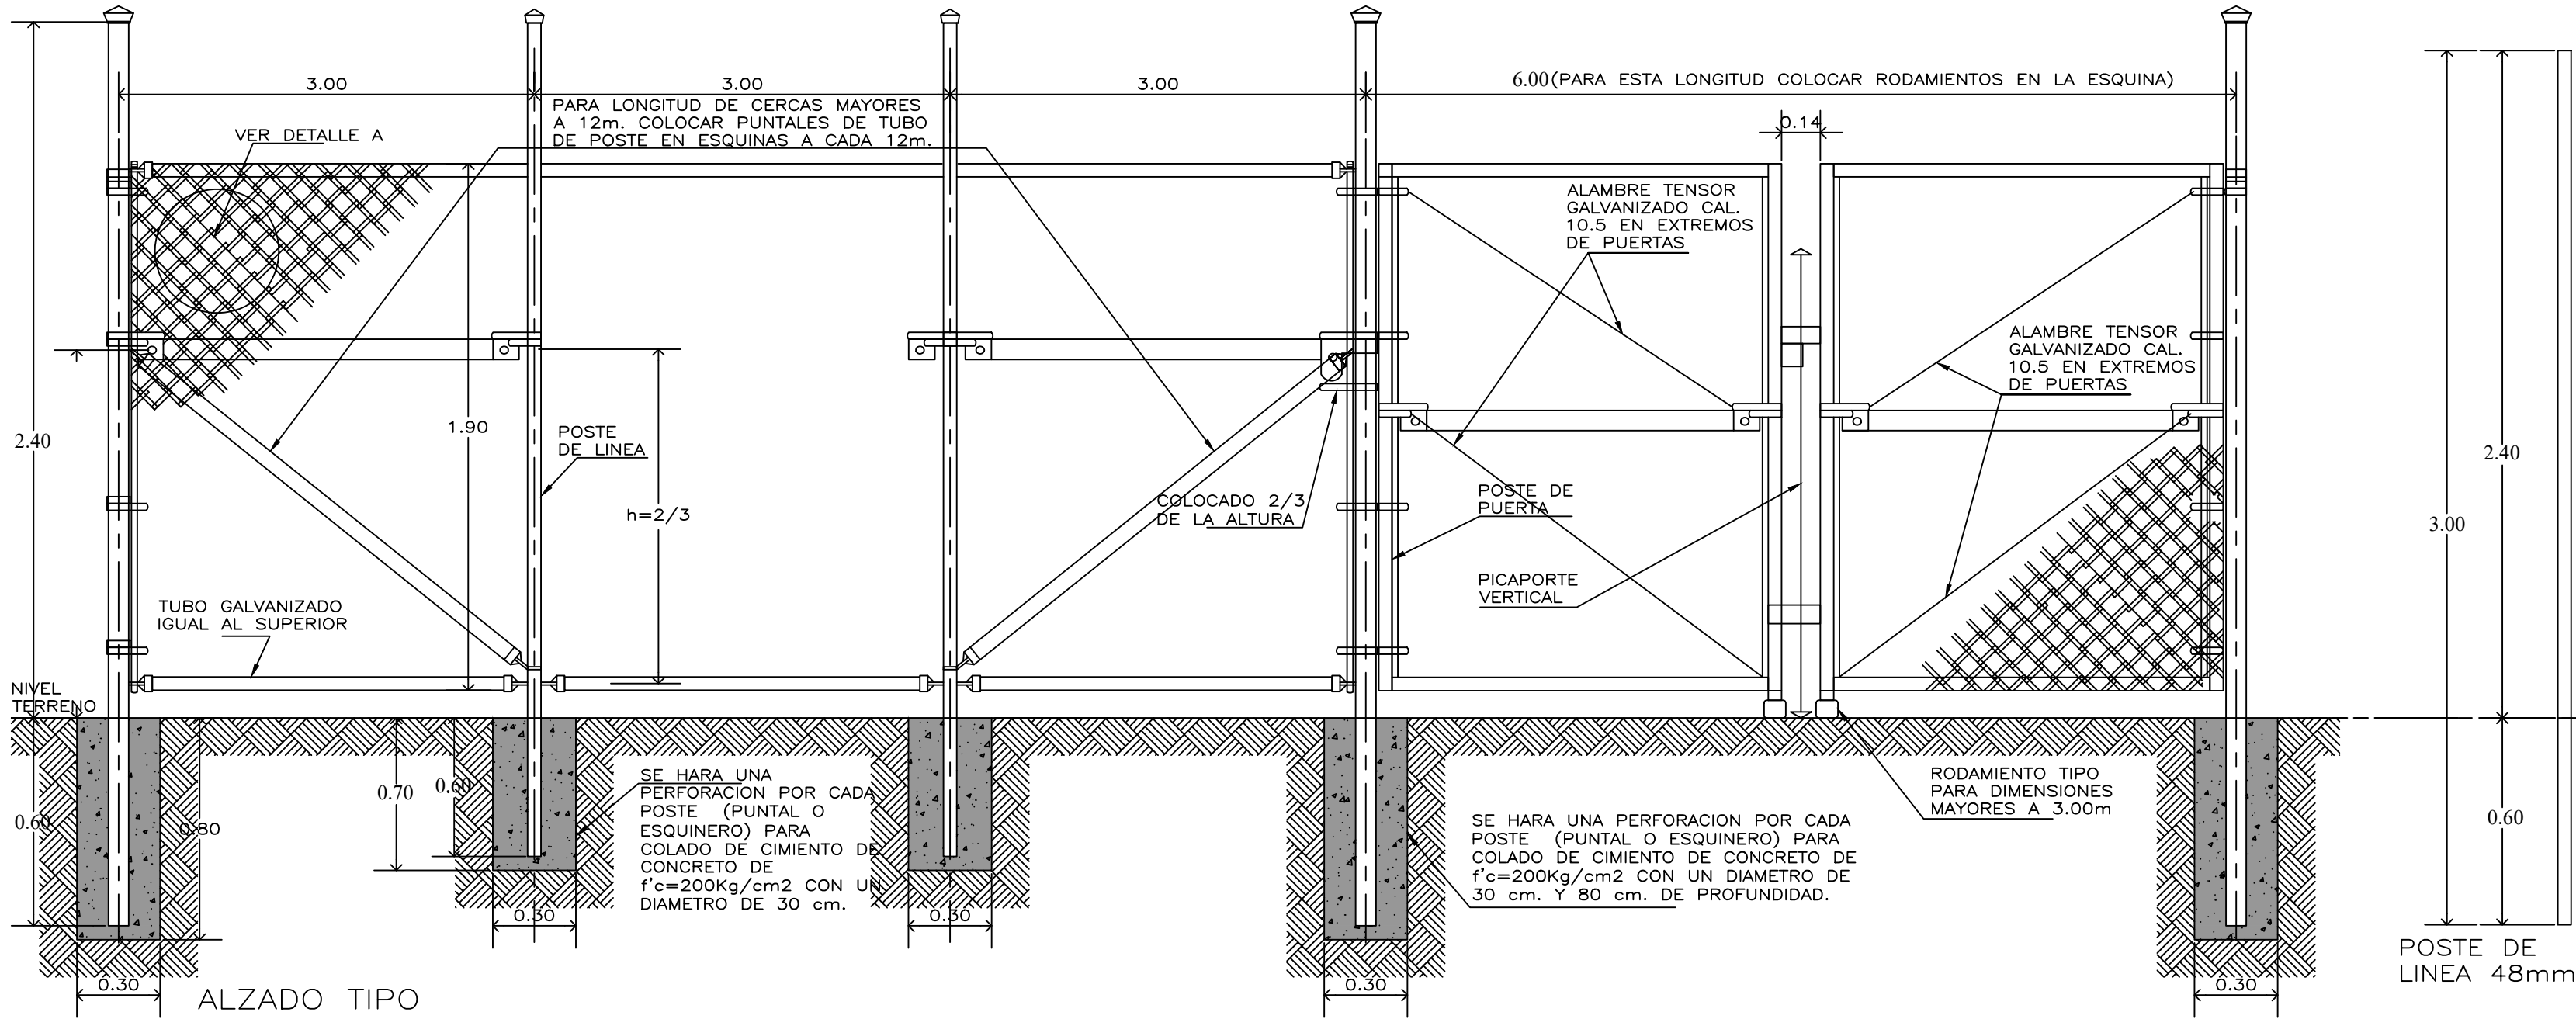 3.00
3.00
3.00
6.00(PARA ESTA LONGITUD COLOCAR RODAMIENTOS EN LA ESQUINA)
PARA LONGITUD DE CERCAS MAYORES
A 12m. COLOCAR PUNTALES DE TUBO
DE POSTE EN ESQUINAS A CADA 12m.
VER DETALLE A
0.14
ALAMBRE TENSOR
GALVANIZADO CAL.
10.5 EN EXTREMOS
DE PUERTAS
ALAMBRE TENSOR
GALVANIZADO CAL.
10.5 EN EXTREMOS
DE PUERTAS
2.40
1.90
POSTE
DE LINEA
h=2/3
COLOCADO 2/3
DE LA ALTURA
POSTE DE
PUERTA
PICAPORTE
VERTICAL
2.40
3.00
TUBO GALVANIZADO
IGUAL AL SUPERIOR
NIVEL
TERRENO
0.60
0.80
0.70
0.60
SE HARA UNA
PERFORACION POR CADA
POSTE (PUNTAL O
ESQUINERO) PARA
COLADO DE CIMIENTO DE
CONCRETO DE
f'c=200Kg/cm2 CON UN
DIAMETRO DE 30 cm.
SE HARA UNA PERFORACION POR CADA
POSTE (PUNTAL O ESQUINERO) PARA
COLADO DE CIMIENTO DE CONCRETO DE
f'c=200Kg/cm2 CON UN DIAMETRO DE
30 cm. Y 80 cm. DE PROFUNDIDAD.
RODAMIENTO TIPO
PARA DIMENSIONES
MAYORES A 3.00m
0.60
0.30
0.30
0.30
0.30
0.30
POSTE DE
LINEA 48mm
ALZADO TIPO